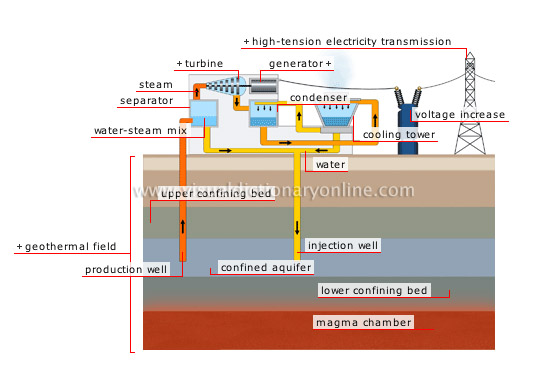 + high-tension electricity transmission
+ turbine
generator +
steam
condenser
separator
voltage increase
water-steam mix
cooling tower
water
www.visualdictionaryonline.com
upper confining bed
+ geothermal field
injection well
production well
confined aquifer
lower confining bed
magma chamber